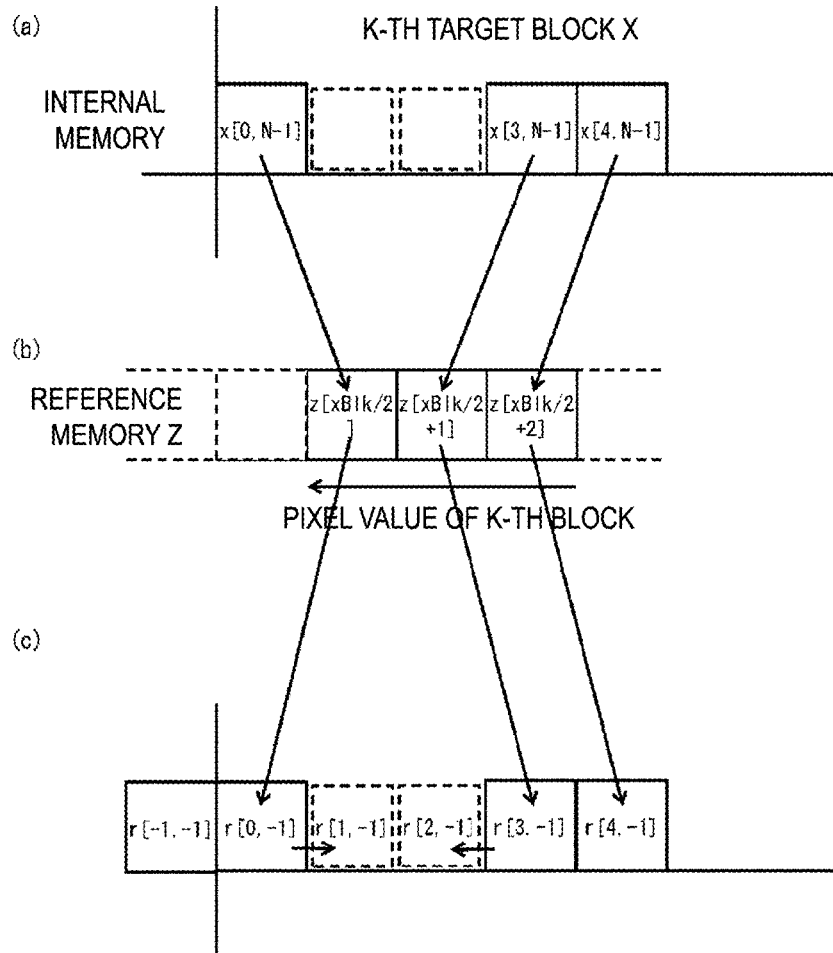 (a)
K-TH TARGET BLOCK X
INTERNAL
MEMORY
x[0, N-1]
x[3, N-1]
x[4, N-1]
(b)
REFERENCE
MEMORY Z
z[xBlk/2
]
z[xBlk/2
+1]
z[xBlk/2
+2]
PIXEL VALUE OF K-TH BLOCK
(c)
r[-1, -1]
r[0, -1]
r[1, -1]
r[2, -1]
r[3. -1]
r[4. -1]